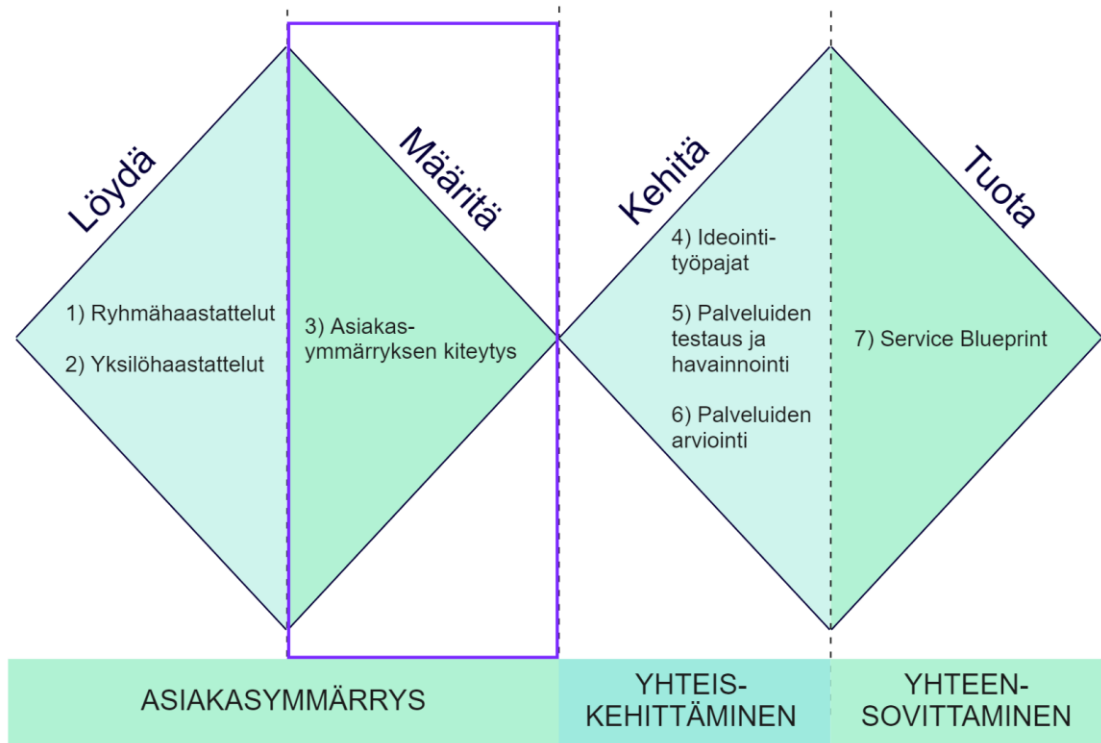 Löydä
Määritä
Kehitä
Tuota
1) Ryhmähaastattelut
2) Yksilöhaastattelut
3) Asiakas-
ymmärryksen kiteytys
4) Ideointi-
työpajat
5) Palveluiden
testaus ja
havainnointi
6) Palveluiden
arviointi
7) Service Blueprint
ASIAKASYMMÄRRYS
YHTEIS-
KEHITTÄMINEN
YHTEEN-
SOVITTAMINEN